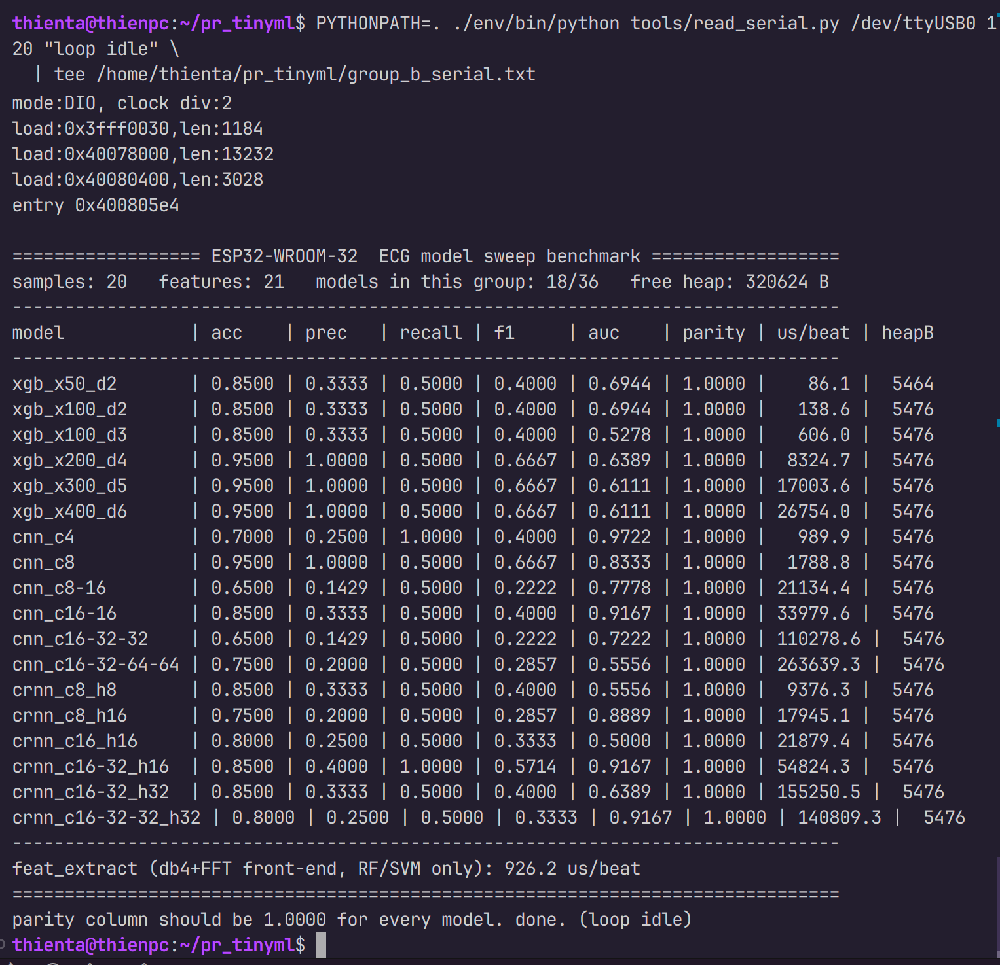 thienta@thienpc:~/pr_tinyml$ PYTHONPATH=. ./env/bin/python tools/read_serial.py /dev/ttyUSB0 1
20 "loop idle" \
  | tee /home/thienta/pr_tinyml/group_b_serial.txt
mode:DIO, clock div:2
load:0x3fff0030,len:1184
load:0x40078000,len:13232
load:0x40080400,len:3028
entry 0x400805e4

================== ESP32-WROOM-32  ECG model sweep benchmark ==================
samples: 20   features: 21   models in this group: 18/36   free heap: 320624 B
-------------------------------------------------------------------------------
model            | acc    | prec   | recall | f1     | auc    | parity | us/beat | heapB
-------------------------------------------------------------------------------
xgb_x50_d2       | 0.8500 | 0.3333 | 0.5000 | 0.4000 | 0.6944 | 1.0000 |    86.1 |  5464
xgb_x100_d2      | 0.8500 | 0.3333 | 0.5000 | 0.4000 | 0.6944 | 1.0000 |   138.6 |  5476
xgb_x100_d3      | 0.8500 | 0.3333 | 0.5000 | 0.4000 | 0.5278 | 1.0000 |   606.0 |  5476
xgb_x200_d4      | 0.9500 | 1.0000 | 0.5000 | 0.6667 | 0.6389 | 1.0000 |  8324.7 |  5476
xgb_x300_d5      | 0.9500 | 1.0000 | 0.5000 | 0.6667 | 0.6111 | 1.0000 | 17003.6 |  5476
xgb_x400_d6      | 0.9500 | 1.0000 | 0.5000 | 0.6667 | 0.6111 | 1.0000 | 26754.0 |  5476
cnn_c4           | 0.7000 | 0.2500 | 1.0000 | 0.4000 | 0.9722 | 1.0000 |   989.9 |  5476
cnn_c8           | 0.9500 | 1.0000 | 0.5000 | 0.6667 | 0.8333 | 1.0000 |  1788.8 |  5476
cnn_c8-16        | 0.6500 | 0.1429 | 0.5000 | 0.2222 | 0.7778 | 1.0000 | 21134.4 |  5476
cnn_c16-16       | 0.8500 | 0.3333 | 0.5000 | 0.4000 | 0.9167 | 1.0000 | 33979.6 |  5476
cnn_c16-32-32    | 0.6500 | 0.1429 | 0.5000 | 0.2222 | 0.7222 | 1.0000 | 110278.6 |  5476
cnn_c16-32-64-64 | 0.7500 | 0.2000 | 0.5000 | 0.2857 | 0.5556 | 1.0000 | 263639.3 |  5476
crnn_c8_h8       | 0.8500 | 0.3333 | 0.5000 | 0.4000 | 0.5556 | 1.0000 |  9376.3 |  5476
crnn_c8_h16      | 0.7500 | 0.2000 | 0.5000 | 0.2857 | 0.8889 | 1.0000 | 17945.1 |  5476
crnn_c16_h16     | 0.8000 | 0.2500 | 0.5000 | 0.3333 | 0.5000 | 1.0000 | 21879.4 |  5476
crnn_c16-32_h16  | 0.8500 | 0.4000 | 1.0000 | 0.5714 | 0.9167 | 1.0000 | 54824.3 |  5476
crnn_c16-32_h32  | 0.8500 | 0.3333 | 0.5000 | 0.4000 | 0.6389 | 1.0000 | 155250.5 |  5476
crnn_c16-32-32_h32 | 0.8000 | 0.2500 | 0.5000 | 0.3333 | 0.9167 | 1.0000 | 140809.3 |  5476
-------------------------------------------------------------------------------
feat_extract (db4+FFT front-end, RF/SVM only): 926.2 us/beat
===============================================================================
parity column should be 1.0000 for every model. done. (loop idle)
thienta@thienpc:~/pr_tinyml$